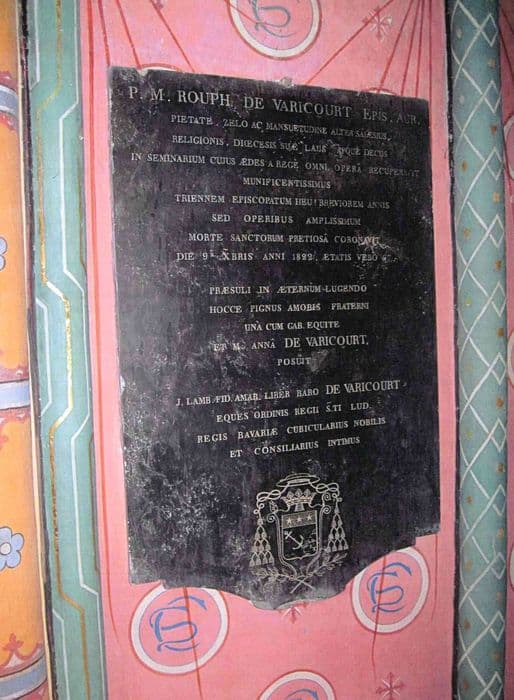 P. M. ROUPH. DE VARICOURT EPIS. AUR.
PIETATE ZELO AC MANSUETUDINE ALTER SALESIUS,
RELIGIONIS, DIŒCESIS SUÆ LAUS ATQUE DECUS
IN SEMINARIUM CUIUS ÆDES A REGE OMNI OPERÂ RECUPERAVIT
MUNIFICENTISSIMUS
TRIENNEM EPISCOPATUM HEU! BREVIOREM ANNIS
SED OPERIBUS AMPLISSIMUM
MORTE SANCTORUM PRETIOSÂ CORONAVIT
DIE 9ª XBRIS ANNI 1822. ÆTATIS VERO
PRÆSULI IN ÆTERNUM LUGENDO
HOCCE PIGNUS AMORIS FRATERNI
UNA CUM GAB. EQUITE
ET M. ANNÂ DE VARICOURT,
POSUIT
J. LAMB. FID. AMAB. LIBER BARO DE VARICOURT
EQUES ORDINIS REGII S.TI LUD.
REGIS BAVARIÆ CUBICULARIUS NOBILIS
ET CONSILIARIUS INTIMUS